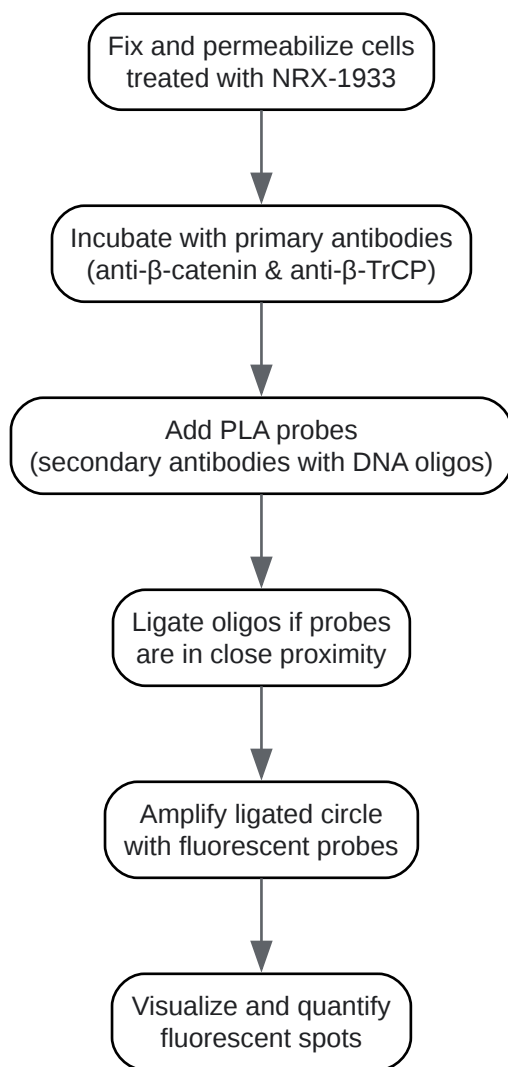 Fix and permeabilize cells
treated with NRX-1933
Incubate with primary antibodies
(anti-β-catenin & anti-β-TrCP)
Add PLA probes
(secondary antibodies with DNA oligos)
Ligate oligos if probes
are in close proximity
Amplify ligated circle
with fluorescent probes
Visualize and quantify
fluorescent spots